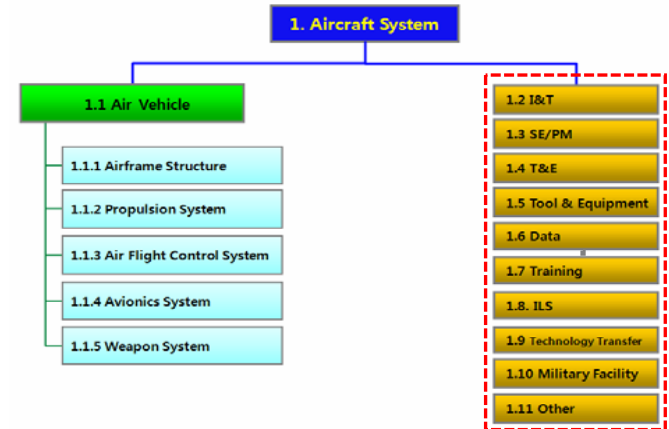 1. Aircraft System
1.1 Air Vehicle
1.1.1 Airframe Structure
1.1.2 Propulsion System
1.1.3 Air Flight Control System
1.1.4 Avionics System
1.1.5 Weapon System
1.2 I&T
1.3 SE/PM
1.4 T&E
1.5 Tool & Equipment
1.6 Data
1.7 Training
1.8. ILS
1.9 Technology Transfer
1.10 Military Facility
1.11 Other